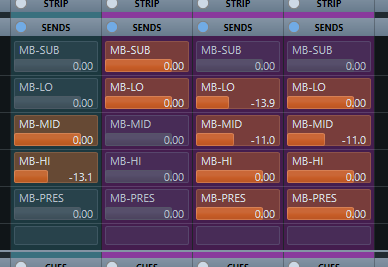 STRIP STRIP STRIP STRIP
SENDS SENDS SENDS SENDS
MB-SUB MB-SUB MB-SUB MB-SUB
0.00 0.00 0.00 0.00
MB-LO MB-LO MB-LO MB-LO
0.00 0.00 -13.9 0.00
MB-MID MB-MID MB-MID MB-MID
0.00 0.00 -11.0 -11.0
MB-HI MB-HI MB-HI MB-HI
-13.1 0.00 0.00 0.00
MB-PRES MB-PRES MB-PRES MB-PRES
0.00 0.00 0.00 0.00